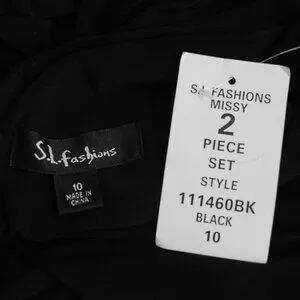 S.L. fashions
10
MADE IN
CHINA
S.L. FASHIONS
MISSY
2
PIECE
SET
STYLE
111460BK
BLACK
10